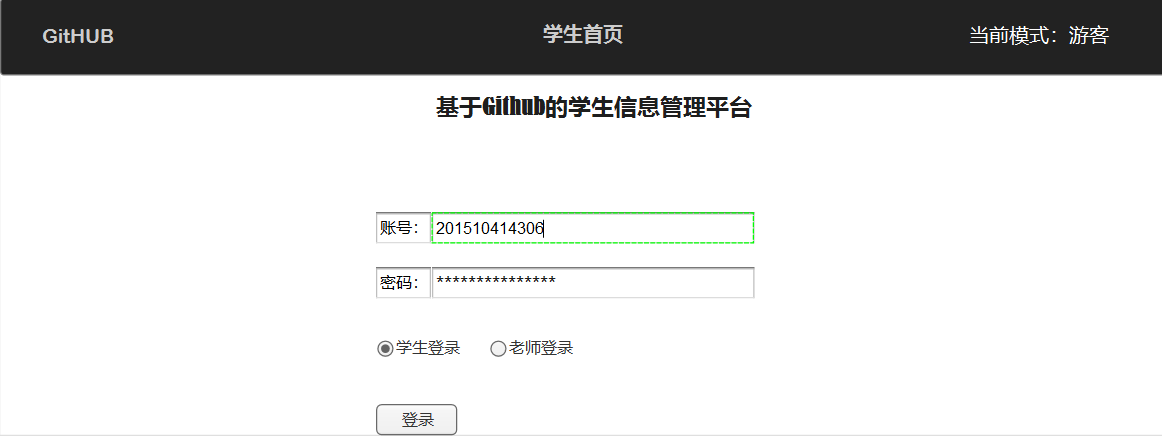 GitHUB 学生首页 当前模式：游客
基于Github的学生信息管理平台
账号： 201510414306
密码： ***************
学生登录 老师登录
登录